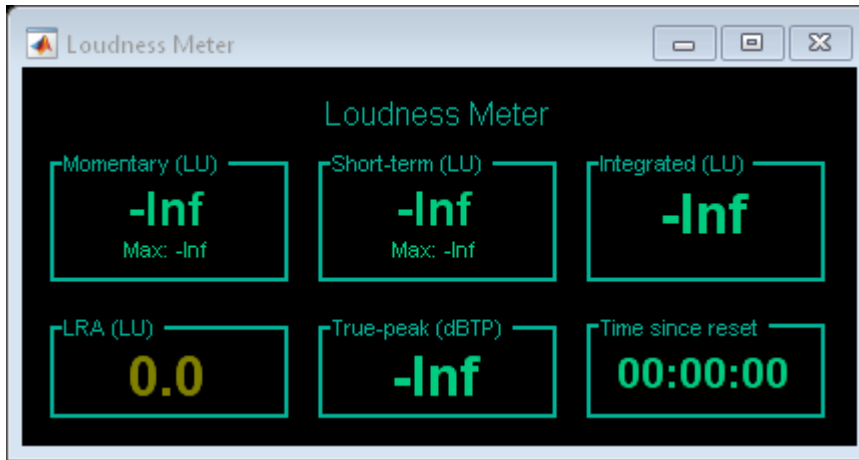 Loudness Meter
Loudness Meter
Momentary (LU)
-Inf
Max: -Inf
Short-term (LU)
-Inf
Max: -Inf
Integrated (LU)
-Inf
LRA (LU)
0.0
True-peak (dBTP)
-Inf
Time since reset
00:00:00